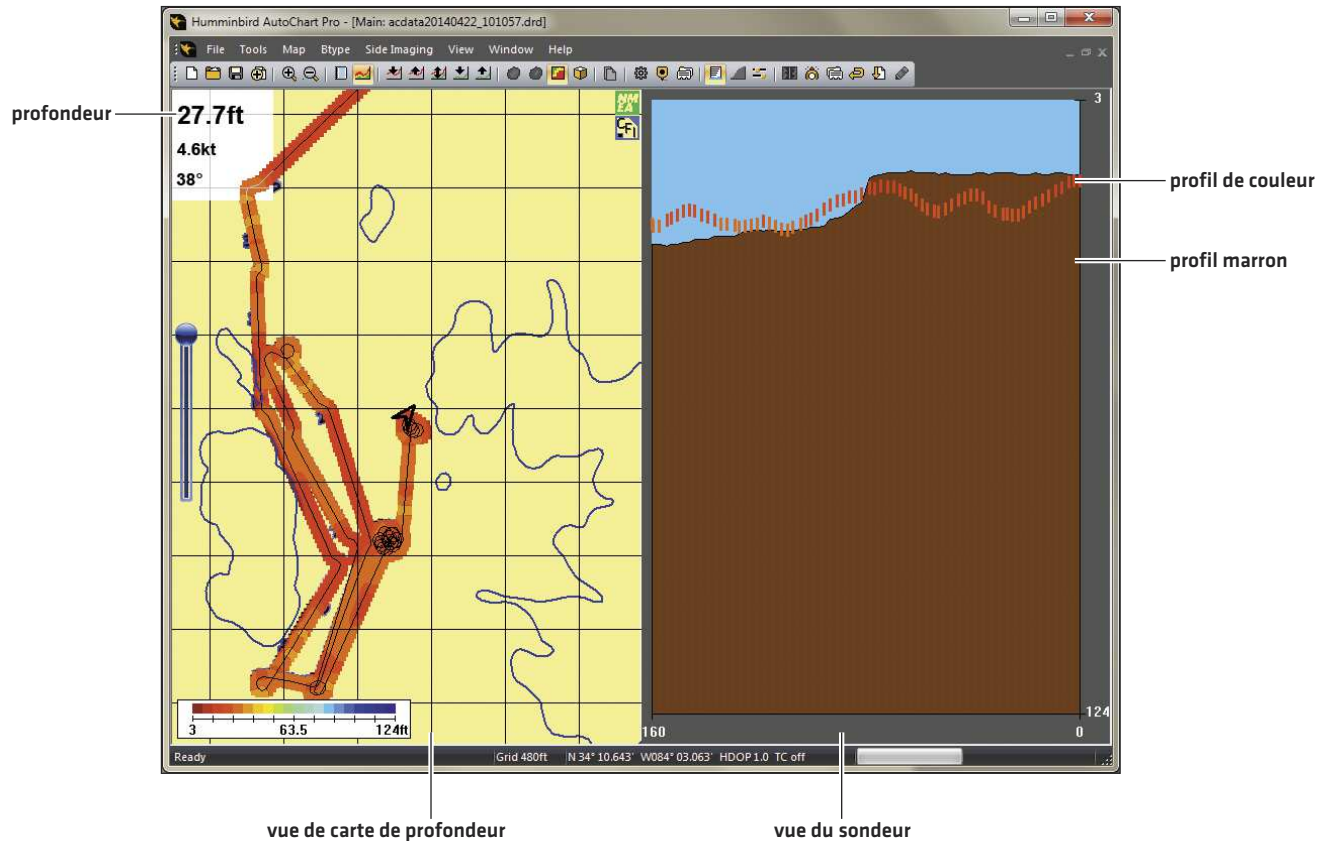 Humminbird AutoChart Pro - [Main: acdata20140422_101057.drd]
File Tools Map Btype Side Imaging View Window Help
profondeur
27.7ft
4.6kt
38°
NM
EA
CFI
3
profil de couleur
profil marron
3 63.5 124ft
124
160 0
Ready Grid 480ft N 34° 10.643' W084° 03.063' HDOP 1.0 TC off
vue de carte de profondeur
vue du sondeur